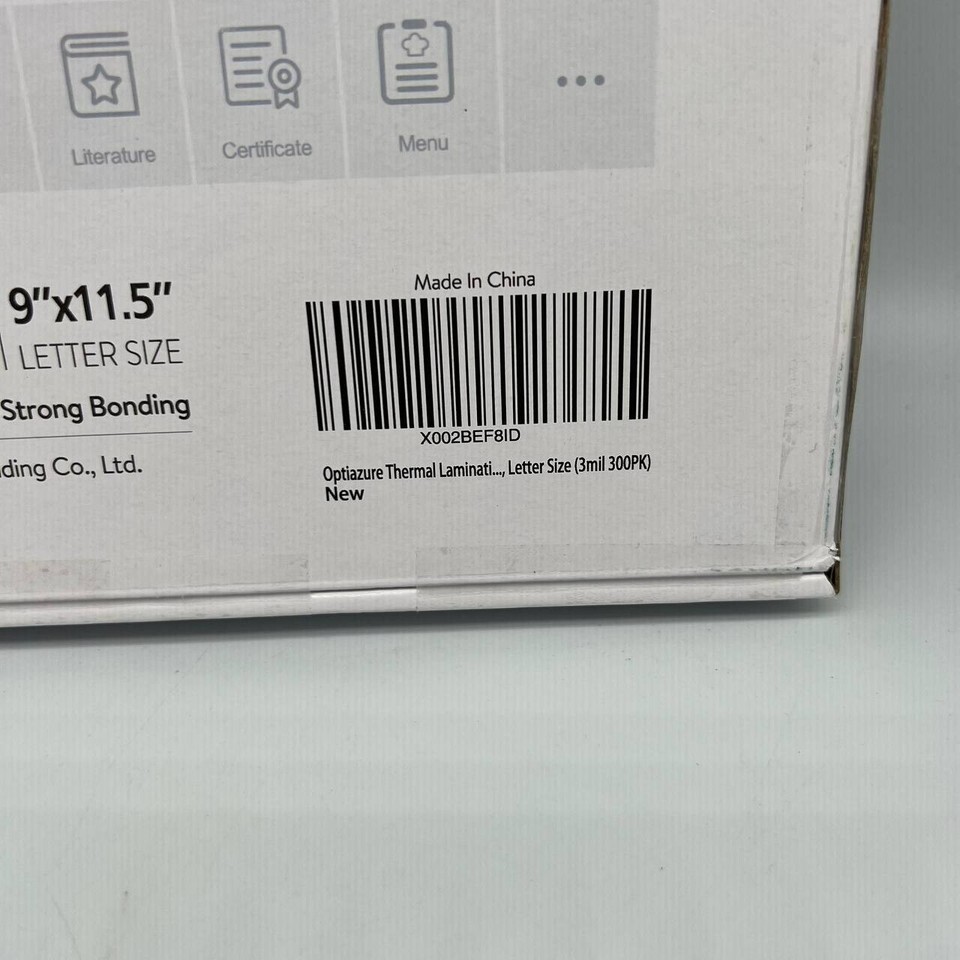 Literature
Certificate
Menu
9"x11.5"
LETTER SIZE
Strong Bonding
Co., Ltd.
Made In China
X002BEF8ID
Optiazure Thermal Laminati..., Letter Size (3mil 300PK)
New